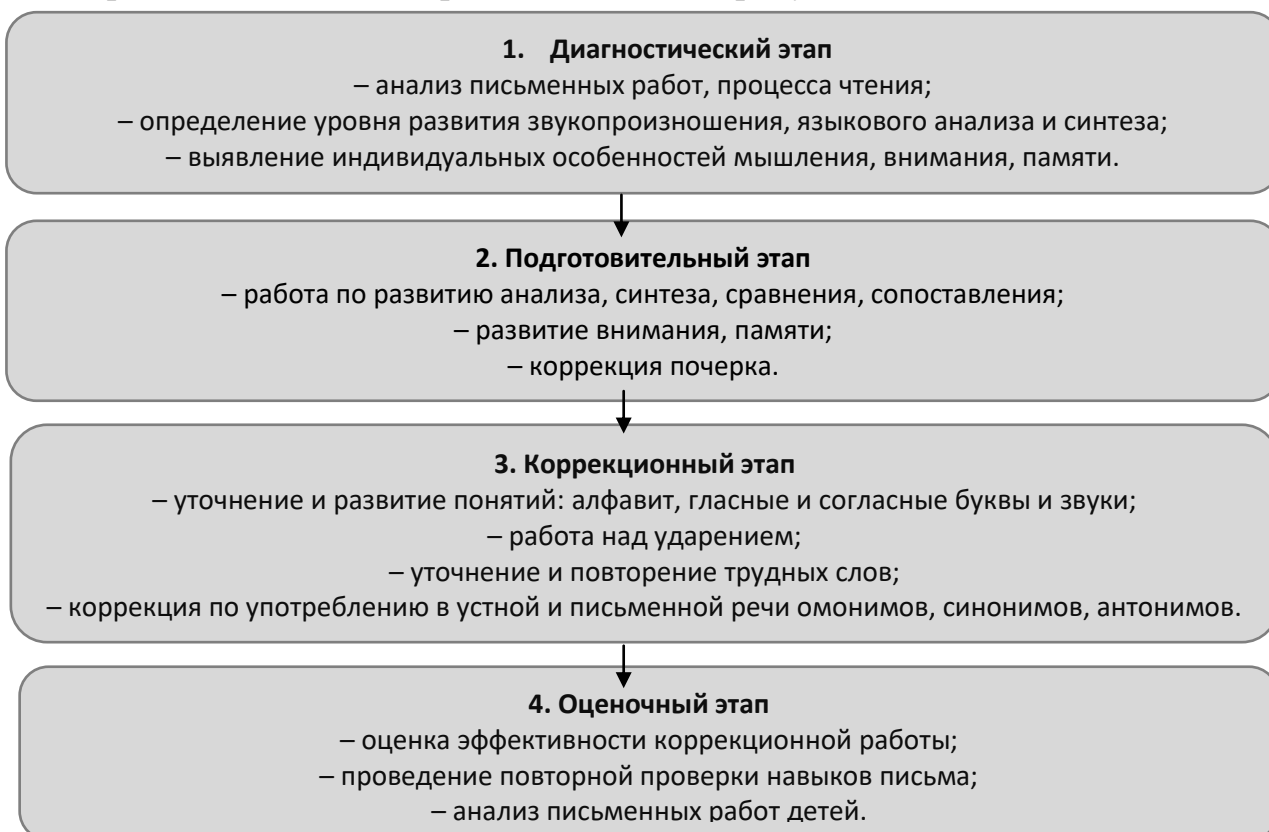 1. Диагностический этап
– анализ письменных работ, процесса чтения;
– определение уровня развития звукопроизношения, языкового анализа и синтеза;
– выявление индивидуальных особенностей мышления, внимания, памяти.
2. Подготовительный этап
– работа по развитию анализа, синтеза, сравнения, сопоставления;
– развитие внимания, памяти;
– коррекция почерка.
3. Коррекционный этап
– уточнение и развитие понятий: алфавит, гласные и согласные буквы и звуки;
– работа над ударением;
– уточнение и повторение трудных слов;
– коррекция по употреблению в устной и письменной речи омонимов, синонимов, антонимов.
4. Оценочный этап
– оценка эффективности коррекционной работы;
– проведение повторной проверки навыков письма;
– анализ письменных работ детей.